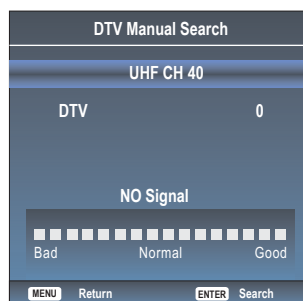 DTV Manual Search
UHF CH 40
DTV 0
NO Signal
Bad Normal Good
MENU Return ENTER Search